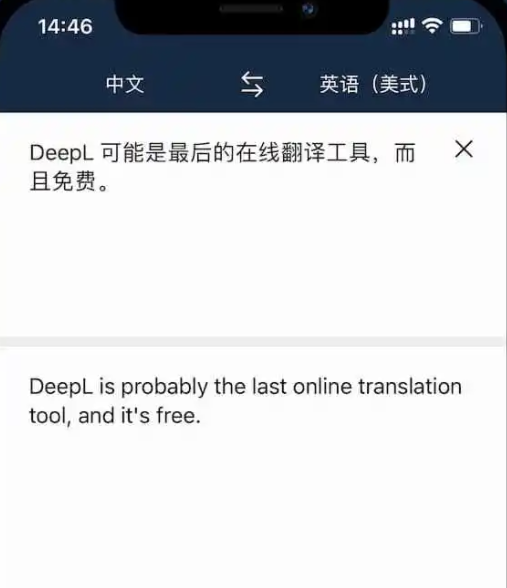 14:46
中文
英语（美式）
DeepL 可能是最后的在线翻译工具，而
且免费。
DeepL is probably the last online translation
tool, and it's free.